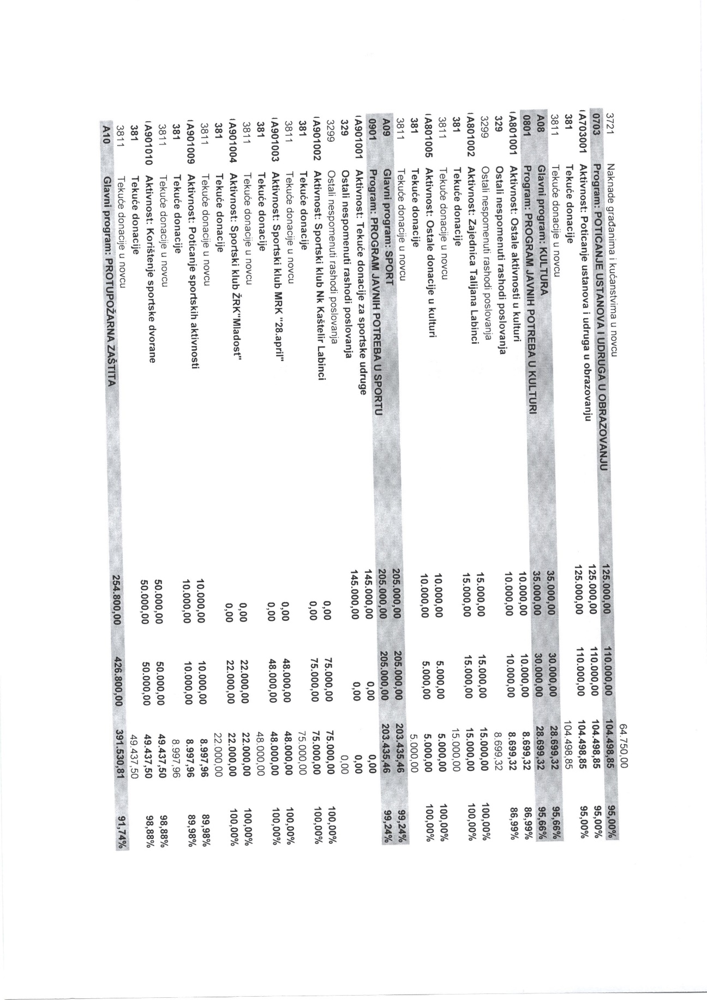 3721 Naknade građanima i kućanstvima u novcu 64.750,00
0703 Program: POTICANJE USTANOVA I UDRUGA U OBRAZOVANJU 125.000,00 110.000,00 104.498,85 95,00%
A703001 Aktivnost: Poticanje ustanova i udruga u obrazovanju 125.000,00 110.000,00 104.498,85 95,00%
381 Tekuće donacije 125.000,00 110.000,00 104.498,85 95,00%
3811 Tekuće donacije u novcu 104.498,85
A08 Glavni program: KULTURA 35.000,00 30.000,00 28.699,32 95,66%
0801 Program: PROGRAM JAVNIH POTREBA U KULTURI 35.000,00 30.000,00 28.699,32 95,66%
A801001 Aktivnost: Ostale aktivnosti u kulturi 10.000,00 10.000,00 8.699,32 86,99%
329 Ostali nespomenuti rashodi poslovanja 10.000,00 10.000,00 8.699,32 86,99%
3299 Ostali nespomenuti rashodi poslovanja 8.699,32
A801002 Aktivnost: Zajednica Talijana Labinci 15.000,00 15.000,00 15.000,00 100,00%
381 Tekuće donacije 15.000,00 15.000,00 15.000,00 100,00%
3811 Tekuće donacije u novcu 15.000,00
A801005 Aktivnost: Ostale donacije u kulturi 10.000,00 5.000,00 5.000,00 100,00%
381 Tekuće donacije 10.000,00 5.000,00 5.000,00 100,00%
3811 Tekuće donacije u novcu 5.000,00
A09 Glavni program: SPORT 205.000,00 205.000,00 203.435,46 99,24%
0901 Program: PROGRAM JAVNIH POTREBA U SPORTU 205.000,00 205.000,00 203.435,46 99,24%
A901001 Aktivnost: Tekuće donacije za sportske udruge 145.000,00 0,00 0,00
329 Ostali nespomenuti rashodi poslovanja 145.000,00 0,00 0,00
3299 Ostali nespomenuti rashodi poslovanja 0,00
A901002 Aktivnost: Sportski klub Nk Kaštelir Labinci 0,00 75.000,00 75.000,00 100,00%
381 Tekuće donacije 0,00 75.000,00 75.000,00 100,00%
3811 Tekuće donacije u novcu 75.000,00
A901003 Aktivnost: Sportski klub MRK "28.april" 0,00 48.000,00 48.000,00 100,00%
381 Tekuće donacije 0,00 48.000,00 48.000,00 100,00%
3811 Tekuće donacije u novcu 48.000,00
A901004 Aktivnost: Sportski klub ŽRK"Mladost" 0,00 22.000,00 22.000,00 100,00%
381 Tekuće donacije 0,00 22.000,00 22.000,00 100,00%
3811 Tekuće donacije u novcu 22.000,00
A901009 Aktivnost: Poticanje sportskih aktivnosti 10.000,00 10.000,00 8.997,96 89,98%
381 Tekuće donacije 10.000,00 10.000,00 8.997,96 89,98%
3811 Tekuće donacije u novcu 8.997,96
A901010 Aktivnost: Korištenje sportske dvorane 50.000,00 50.000,00 49.437,50 98,88%
381 Tekuće donacije 50.000,00 50.000,00 49.437,50 98,88%
3811 Tekuće donacije u novcu 49.437,50
A10 Glavni program: PROTUPOŽARNA ZAŠTITA 254.800,00 426.800,00 391.530,81 91,74%